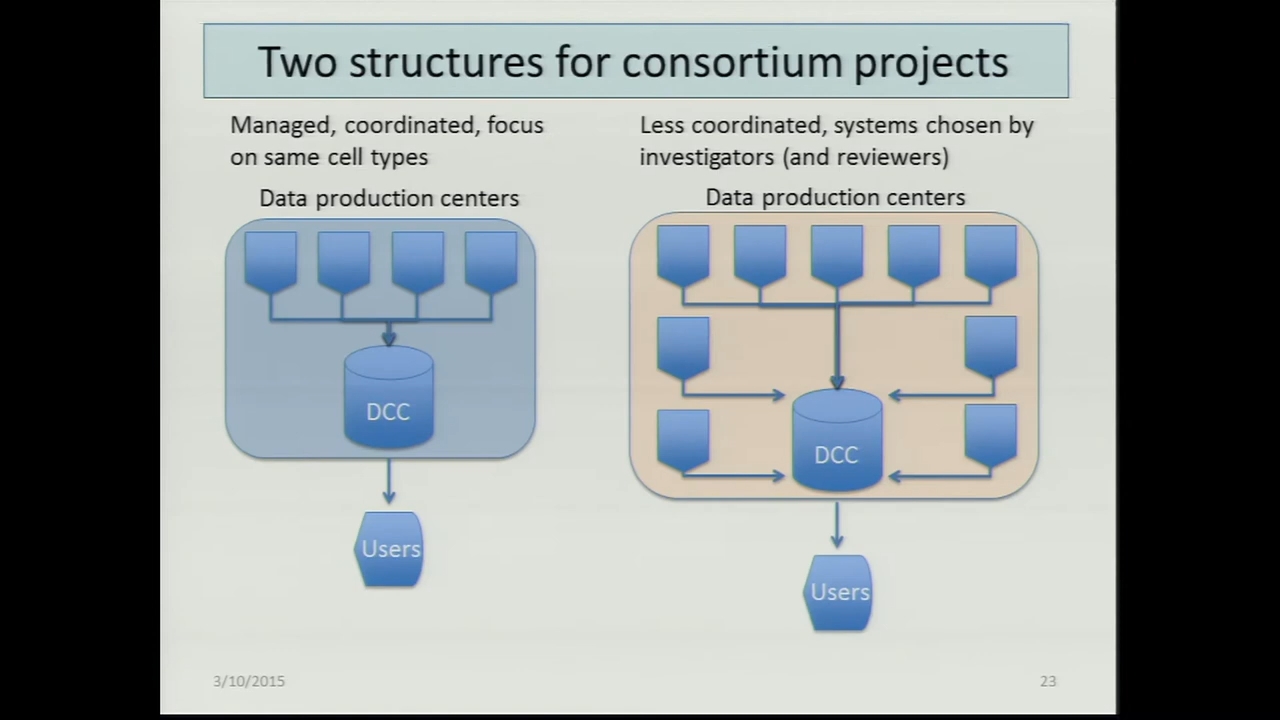 Two structures for consortium projects
Managed, coordinated, focus
on same cell types
Data production centers
DCC
Users
Less coordinated, systems chosen by
investigators (and reviewers)
Data production centers
DCC
Users
3/10/2015
23